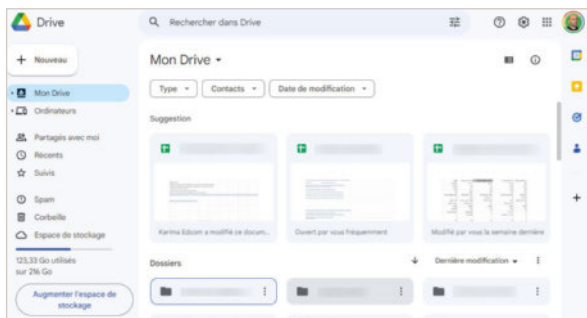 Drive
Rechercher dans Drive
Nouveau
Mon Drive
Ordinateurs
Partagés avec moi
Récents
Suivis
Spam
Corbeille
Espace de stockage
123,33 Go utilisés
sur 216 Go
Augmenter l'espace de
stockage
Mon Drive
Type
Contacts
Date de modification
Suggestion
Karima Edcom a modifié ce docum...
Ouvert par vous fréquemment
Modifié par vous la semaine dernière
Dossiers
Dernière modification